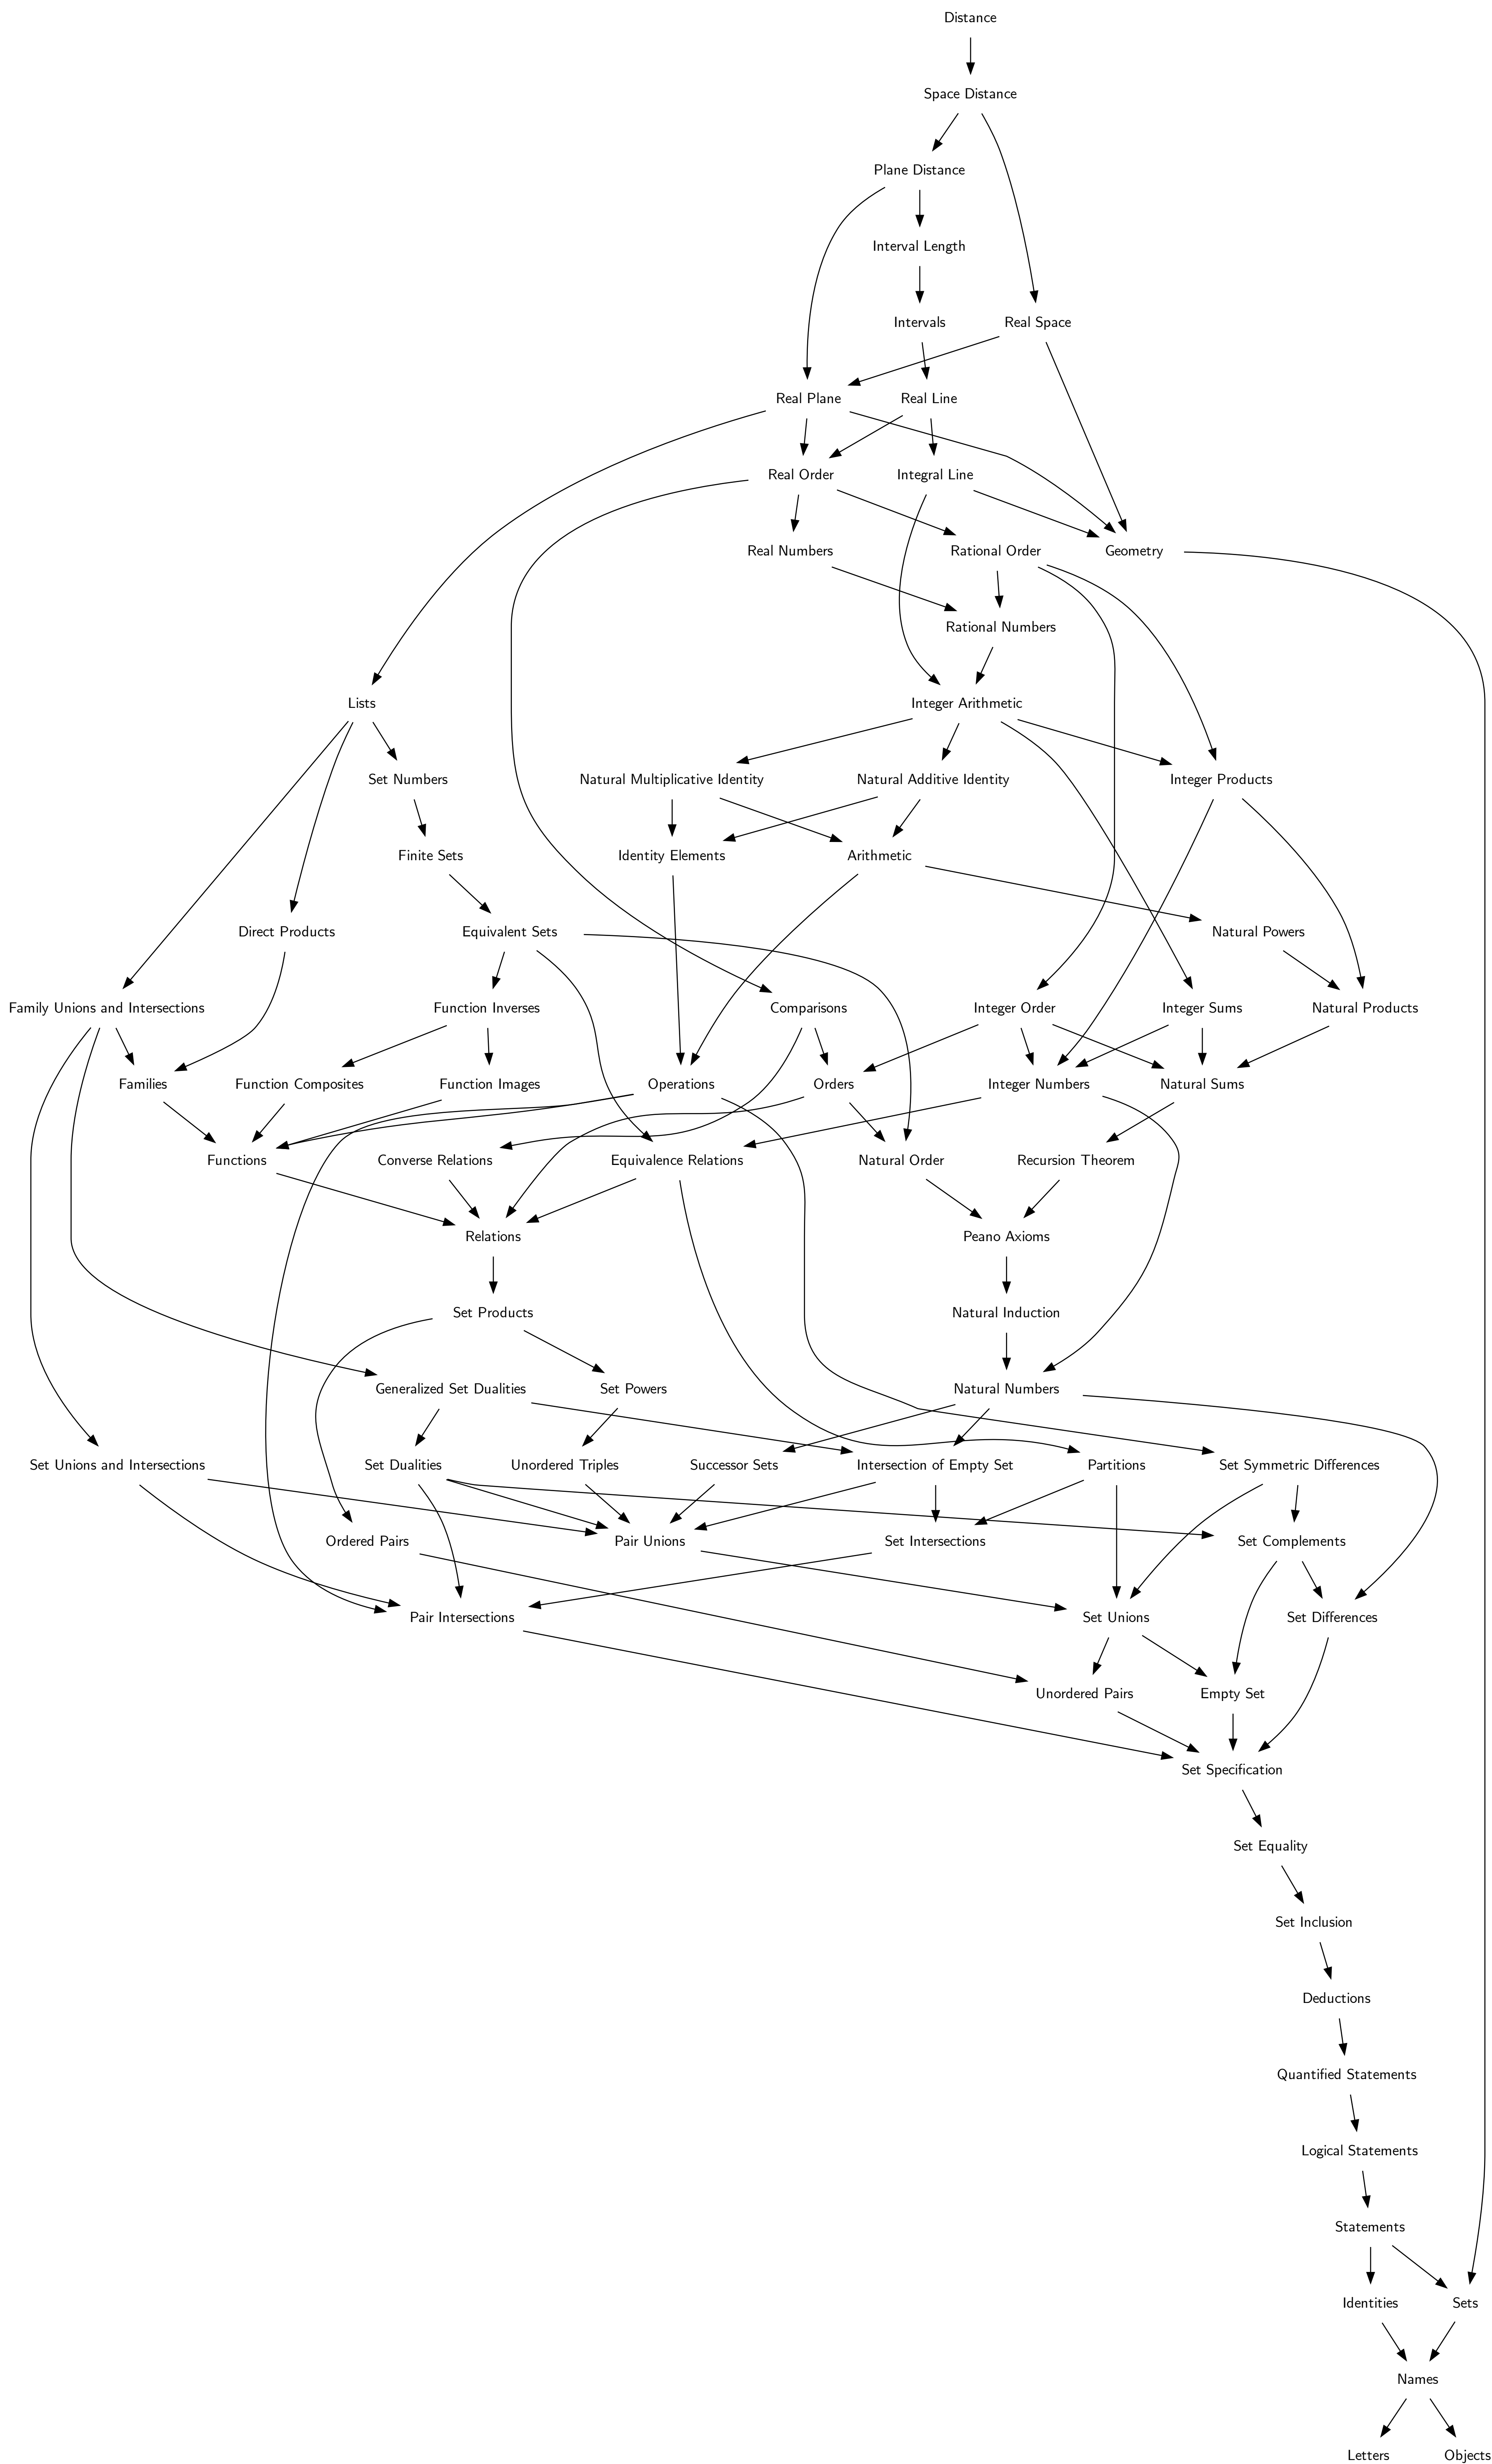 Distance
Space Distance
Plane Distance
Interval Length
Intervals
Real Space
Real Plane
Real Line
Real Order
Integral Line
Real Numbers
Rational Order
Geometry
Rational Numbers
Lists
Integer Arithmetic
Set Numbers
Natural Multiplicative Identity
Natural Additive Identity
Integer Products
Finite Sets
Identity Elements
Arithmetic
Direct Products
Equivalent Sets
Natural Powers
Family Unions and Intersections
Function Inverses
Comparisons
Integer Order
Integer Sums
Natural Products
Families
Function Composites
Function Images
Operations
Orders
Integer Numbers
Natural Sums
Functions
Converse Relations
Equivalence Relations
Natural Order
Recursion Theorem
Relations
Peano Axioms
Set Products
Natural Induction
Generalized Set Dualities
Set Powers
Natural Numbers
Set Unions and Intersections
Set Dualities
Unordered Triples
Successor Sets
Intersection of Empty Set
Partitions
Set Symmetric Differences
Ordered Pairs
Pair Unions
Set Intersections
Set Complements
Pair Intersections
Set Unions
Set Differences
Unordered Pairs
Empty Set
Set Specification
Set Equality
Set Inclusion
Deductions
Quantified Statements
Logical Statements
Statements
Identities
Sets
Names
Letters
Objects